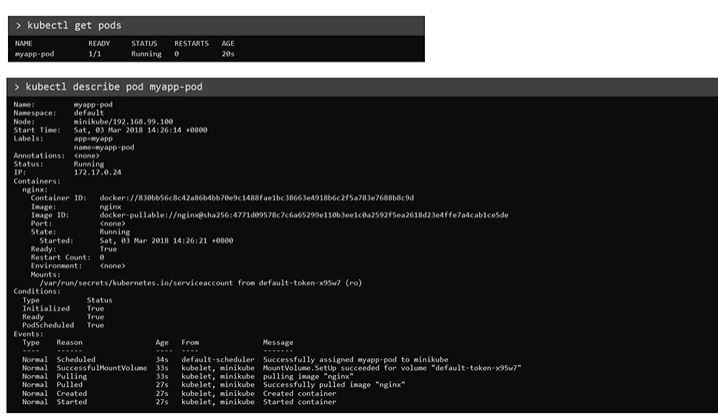 > kubectl get pods
NAME READY STATUS RESTARTS AGE
myapp-pod 1/1 Running 0 20s
> kubectl describe pod myapp-pod
Name: myapp-pod
Namespace: default
Node: minikube/192.168.99.100
Start Time: Sat, 03 Mar 2018 14:26:14 +0800
Labels: app=myapp
name=myapp-pod
Annotations: <none>
Status: Running
IP: 172.17.0.24
Containers:
nginx:
Container ID: docker://830bb56c8c42a86b4bb70e9c1488fae1bc38663e4918b6c2f5a783e7688b8c9d
Image: nginx
Image ID: docker-pullable://nginx@sha256:4771d09578c7c6a65299e110b3ee1c0a2592f5ea2618d23e4ffe7a4cab1ce5de
Port: <none>
State: Running
Started: Sat, 03 Mar 2018 14:26:21 +0800
Ready: True
Restart Count: 0
Environment: <none>
Mounts:
/var/run/secrets/kubernetes.io/serviceaccount from default-token-x95w7 (ro)
Conditions:
Type Status
Initialized True
Ready True
PodScheduled True
Events:
Type Reason Age From Message
---- ------ ---- ---- -------
Normal Scheduled 34s default-scheduler Successfully assigned myapp-pod to minikube
Normal SuccessfulMountVolume 33s kubelet, minikube MountVolume.SetUp succeeded for volume "default-token-x95w7"
Normal Pulling 33s kubelet, minikube pulling image "nginx"
Normal Pulled 27s kubelet, minikube Successfully pulled image "nginx"
Normal Created 27s kubelet, minikube Created container
Normal Started 27s kubelet, minikube Started container